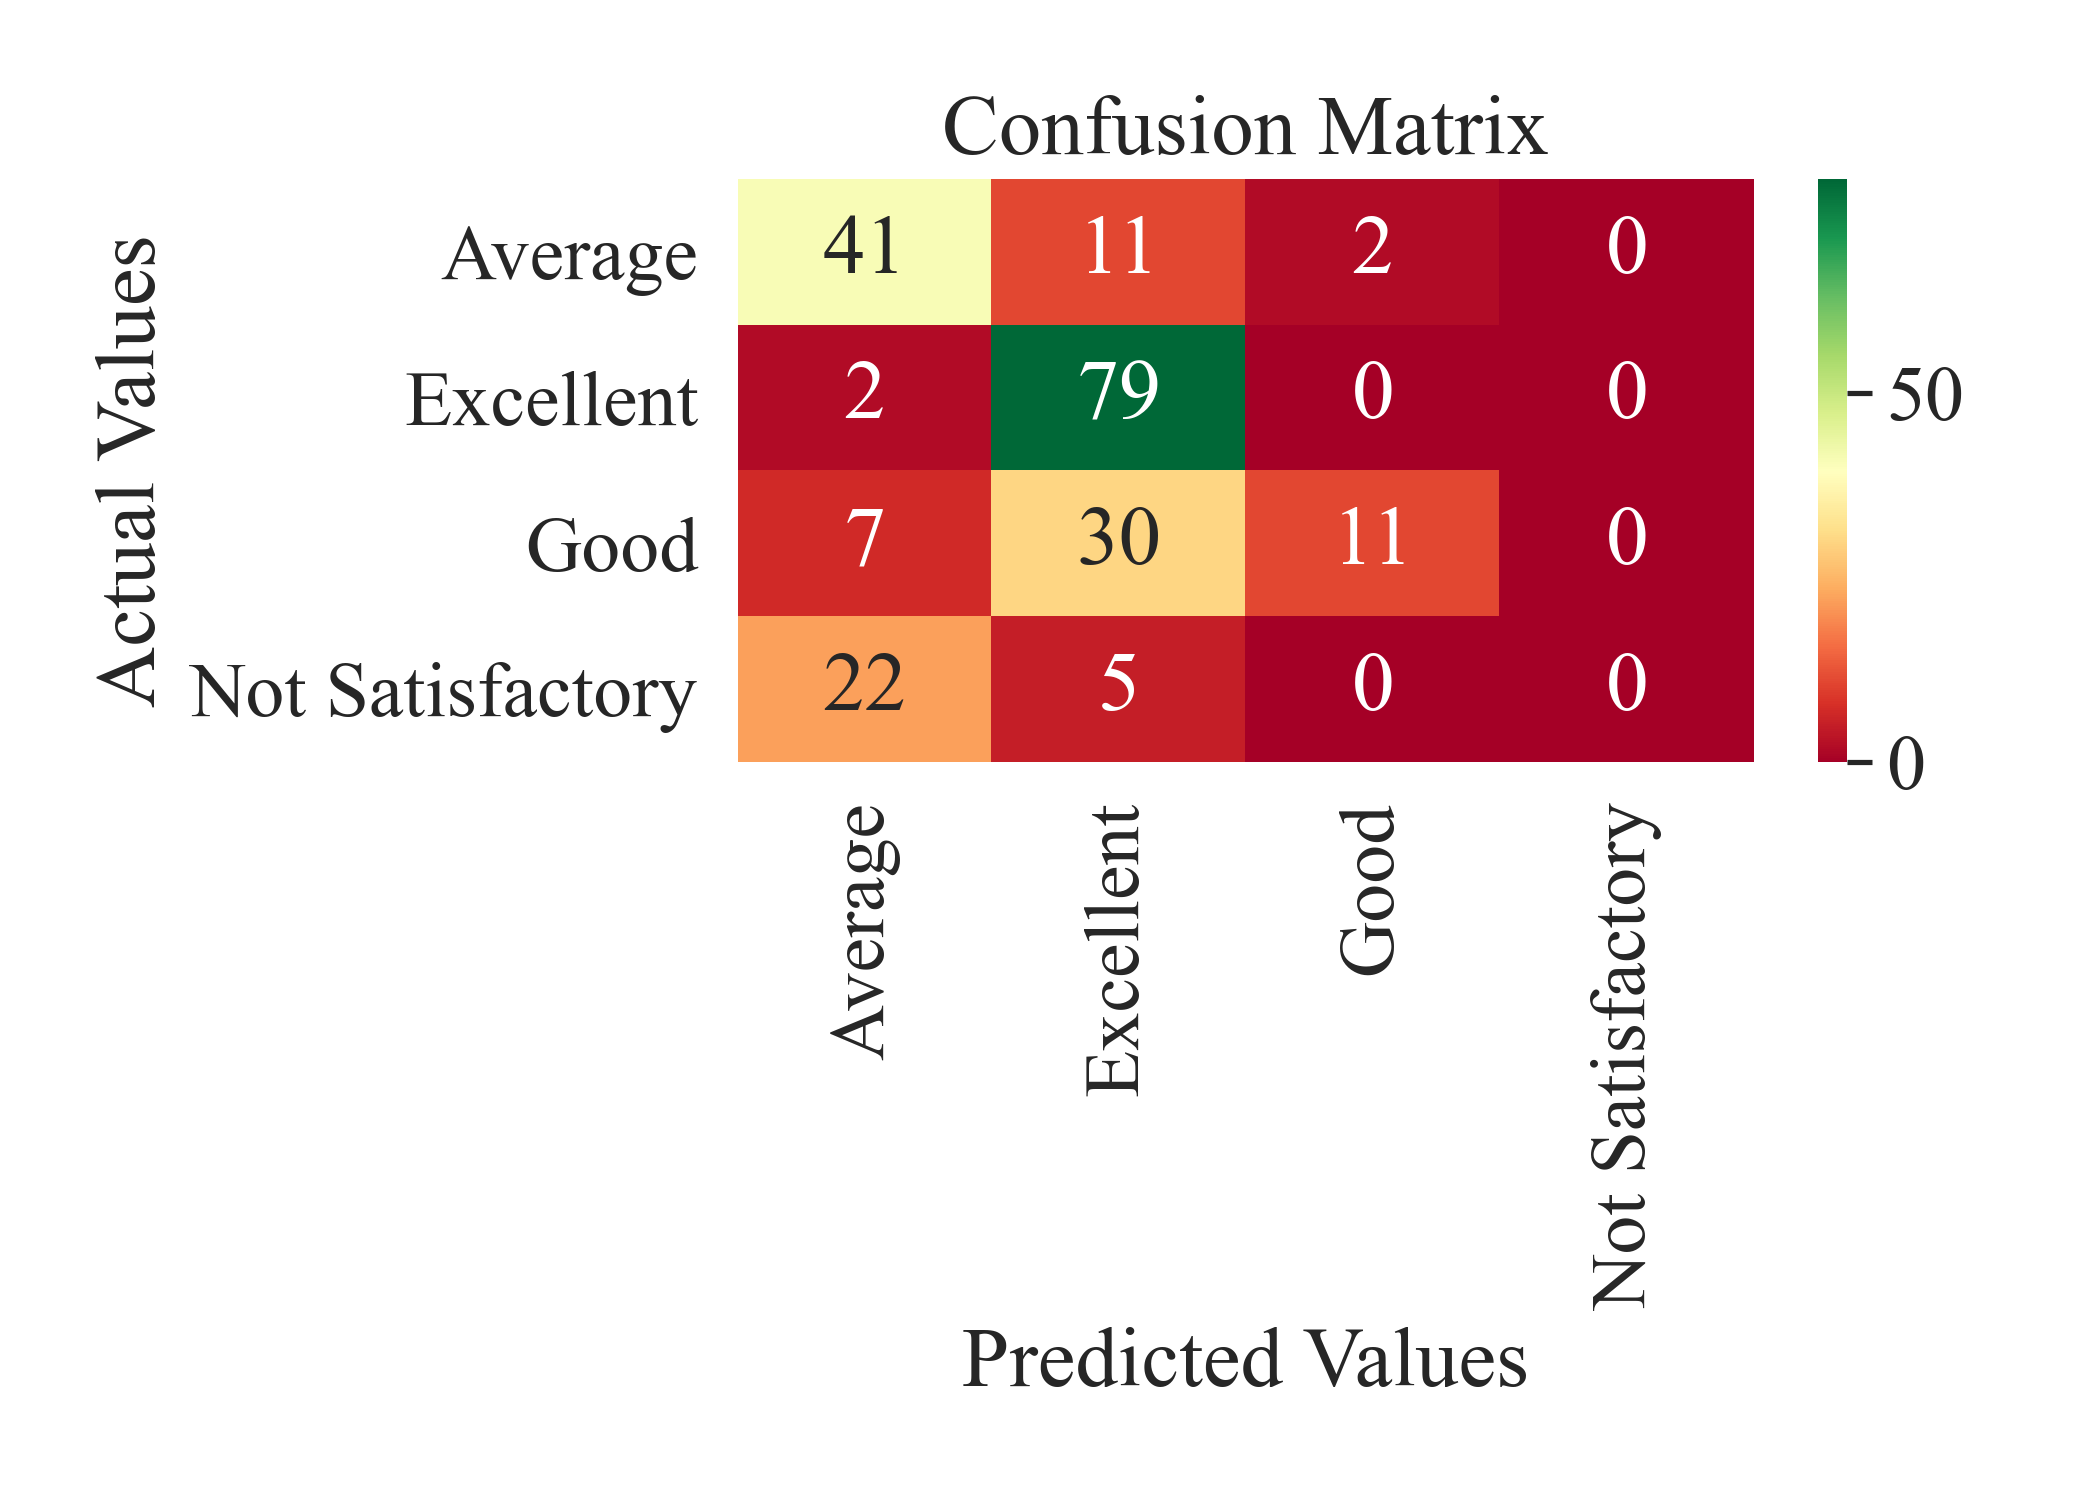 Confusion Matrix
Actual Values
Average 41 11 2 0
Excellent 2 79 0 0
Good 7 30 11 0
Not Satisfactory 22 5 0 0
50
0
Average
Excellent
Good
Not Satisfactory
Predicted Values